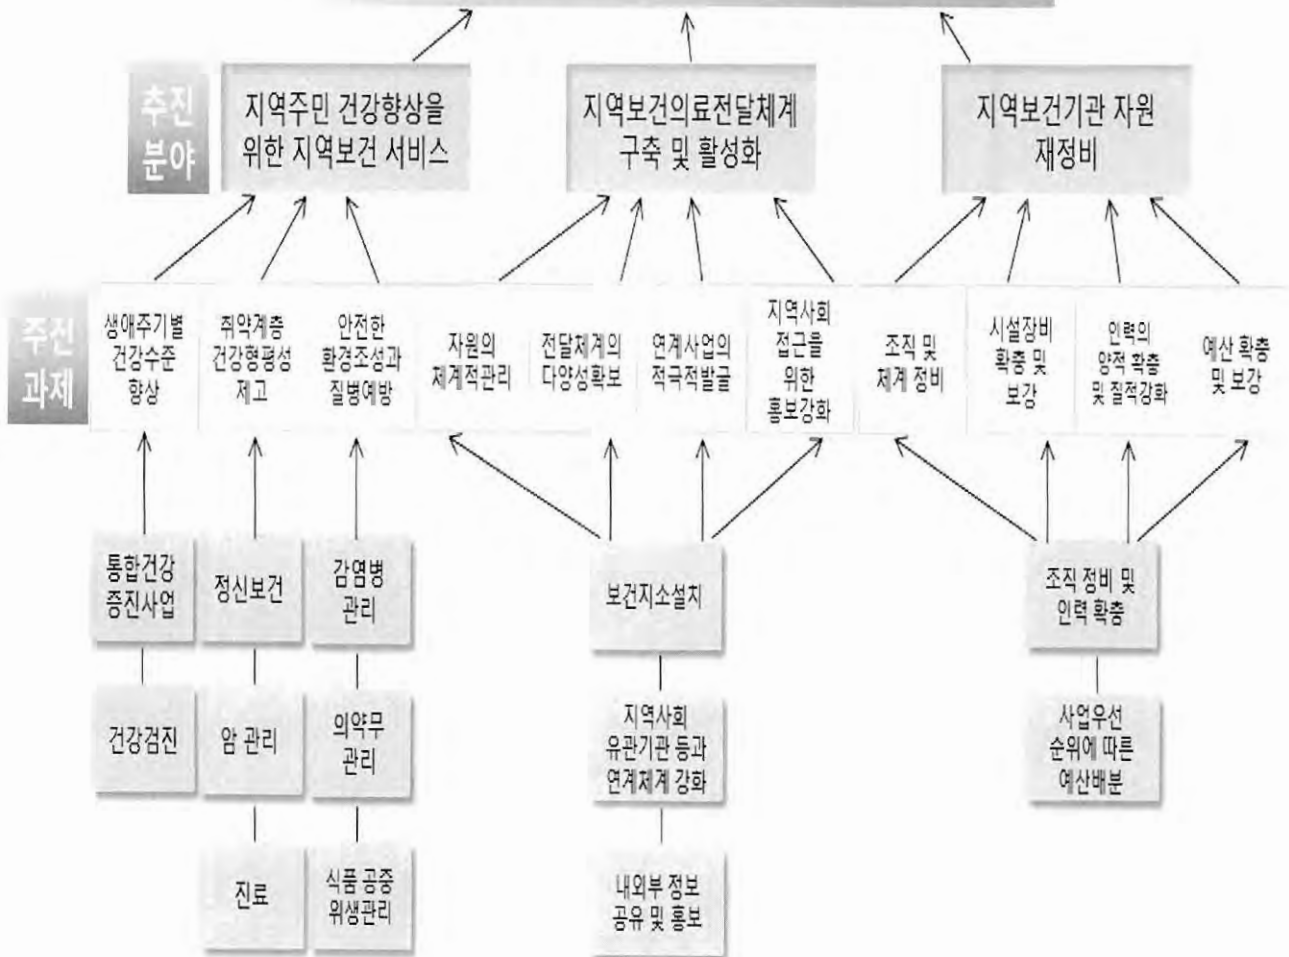 추진
분야
지역주민 건강향상을
위한 지역보건 서비스
지역보건의료전달체계
구축 및 활성화
지역보건기관 자원
재정비
추진
과제
생애주기별
건강수준
향상
취약계층
건강형평성
제고
안전한
환경조성과
질병예방
자원의
체계적관리
전달체계의
다양성확보
연계사업의
적극적발굴
지역사회
접근을
위한
홍보강화
조직 및
체계 정비
시설장비
확충 및
보강
인력의
양적 확충
및 질적강화
예산 확충
및 보강
통합건강
증진사업
정신보건
감염병
관리
보건지소설치
조직 정비 및
인력 확충
건강검진
암 관리
의약무
관리
지역사회
유관기관 등과
연계체계 강화
사업우선
순위에 따른
예산배분
진료
식품 공중
위생관리
내외부 정보
공유 및 홍보